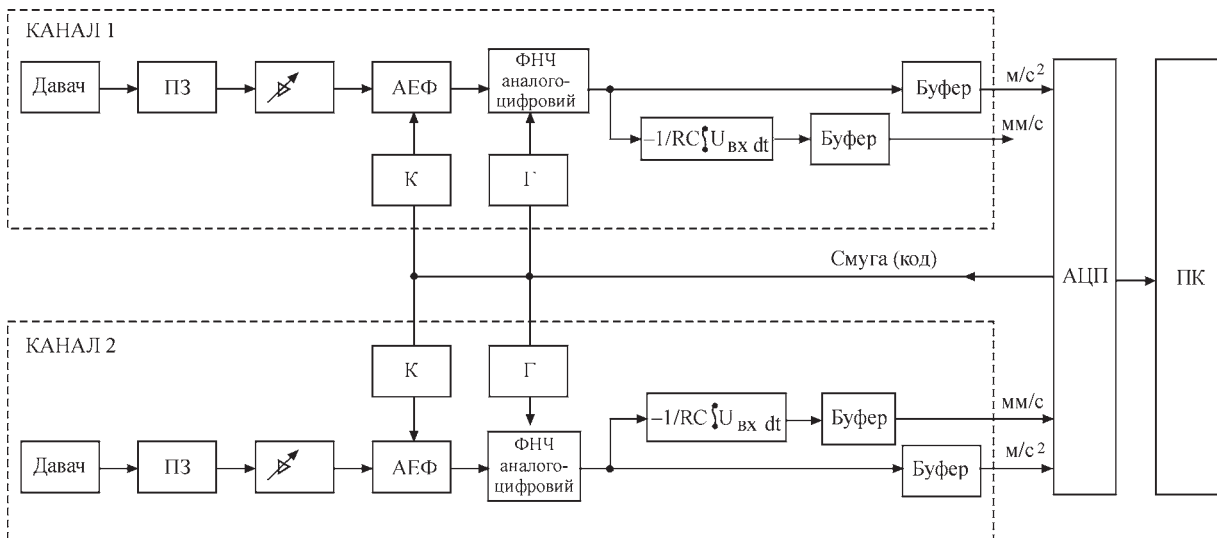 КАНАЛ 1
Давач
ПЗ
АЕФ
ФНЧ
аналого-
цифровий
Буфер
м/с²
−1/RC∫U вх dt
Буфер
мм/с
К
Г
Смуга (код)
АЦП
ПК
КАНАЛ 2
К
Г
−1/RC∫U вх dt
Буфер
мм/с
Давач
ПЗ
АЕФ
ФНЧ
аналого-
цифровий
Буфер
м/с²